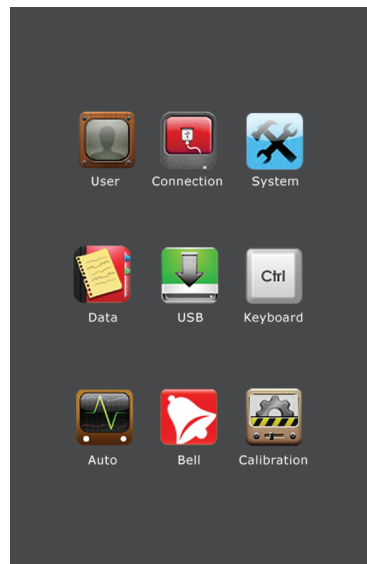 User Connection System
Data USB Ctrl
Keyboard
Auto Bell Calibration